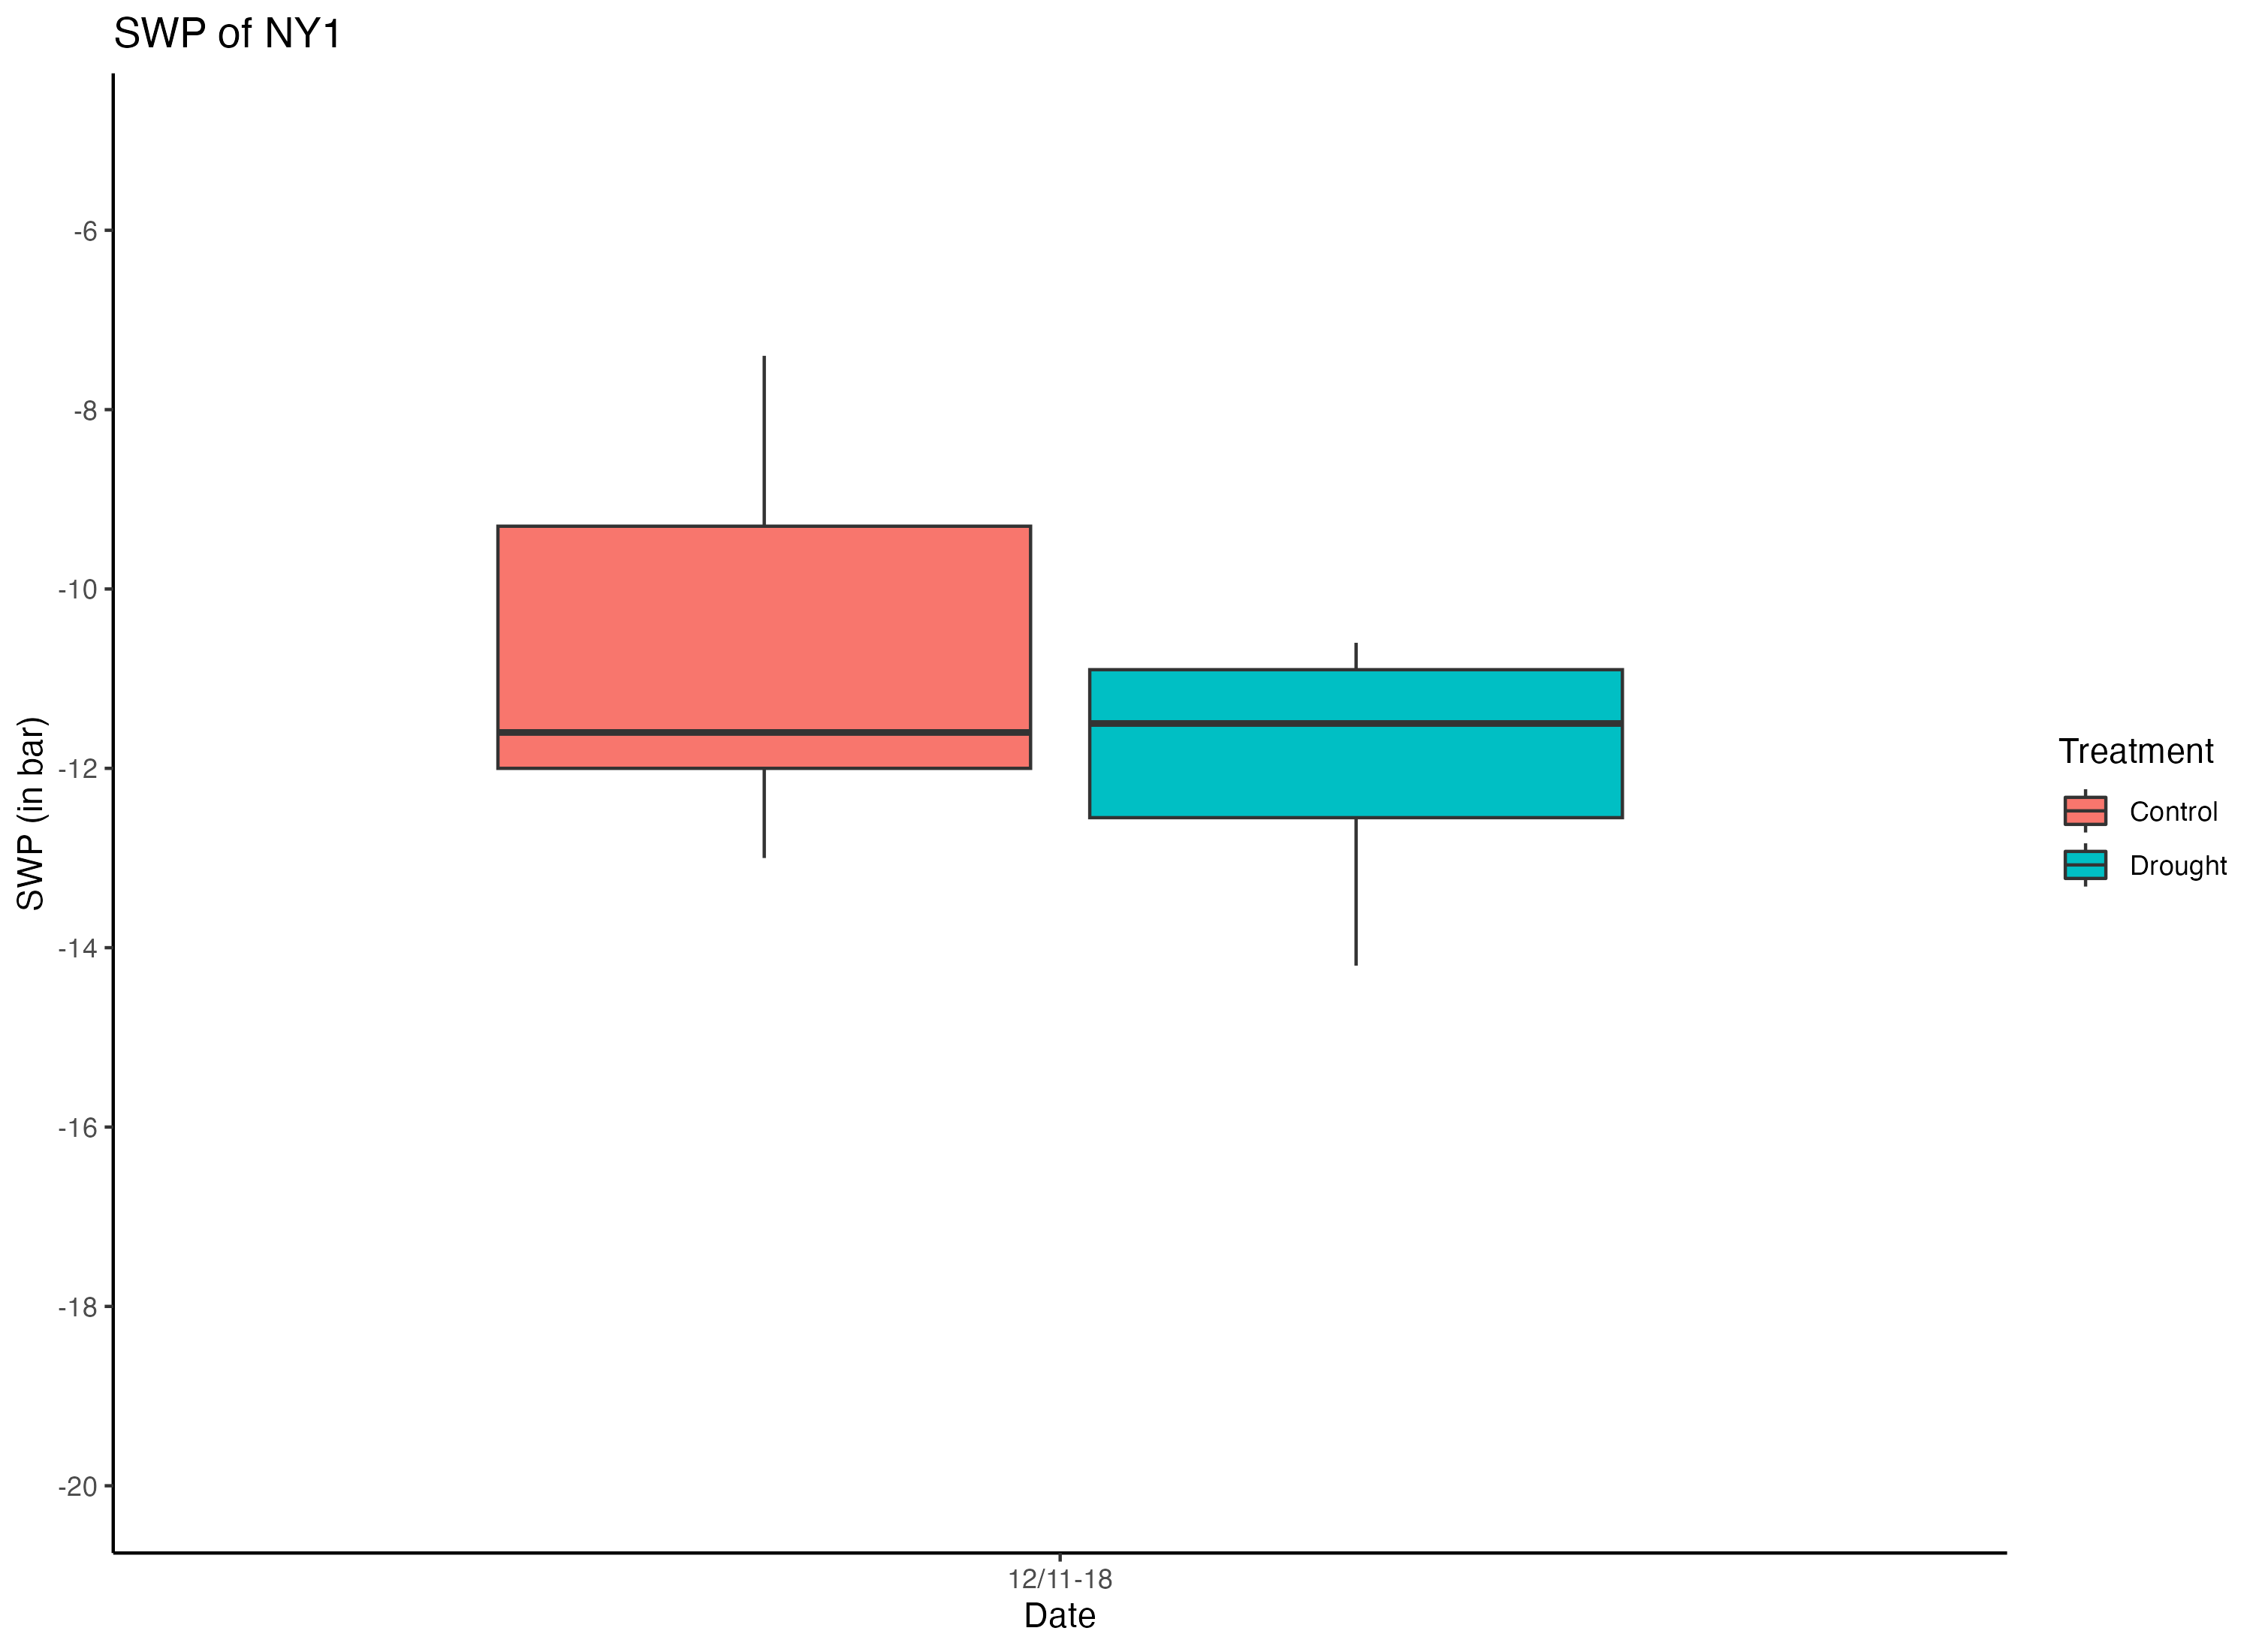 SWP of NY1
SWP (in bar)
-6
-8
-10
-12
-14
-16
-18
-20
12/11-18
Date
Treatment
Control
Drought